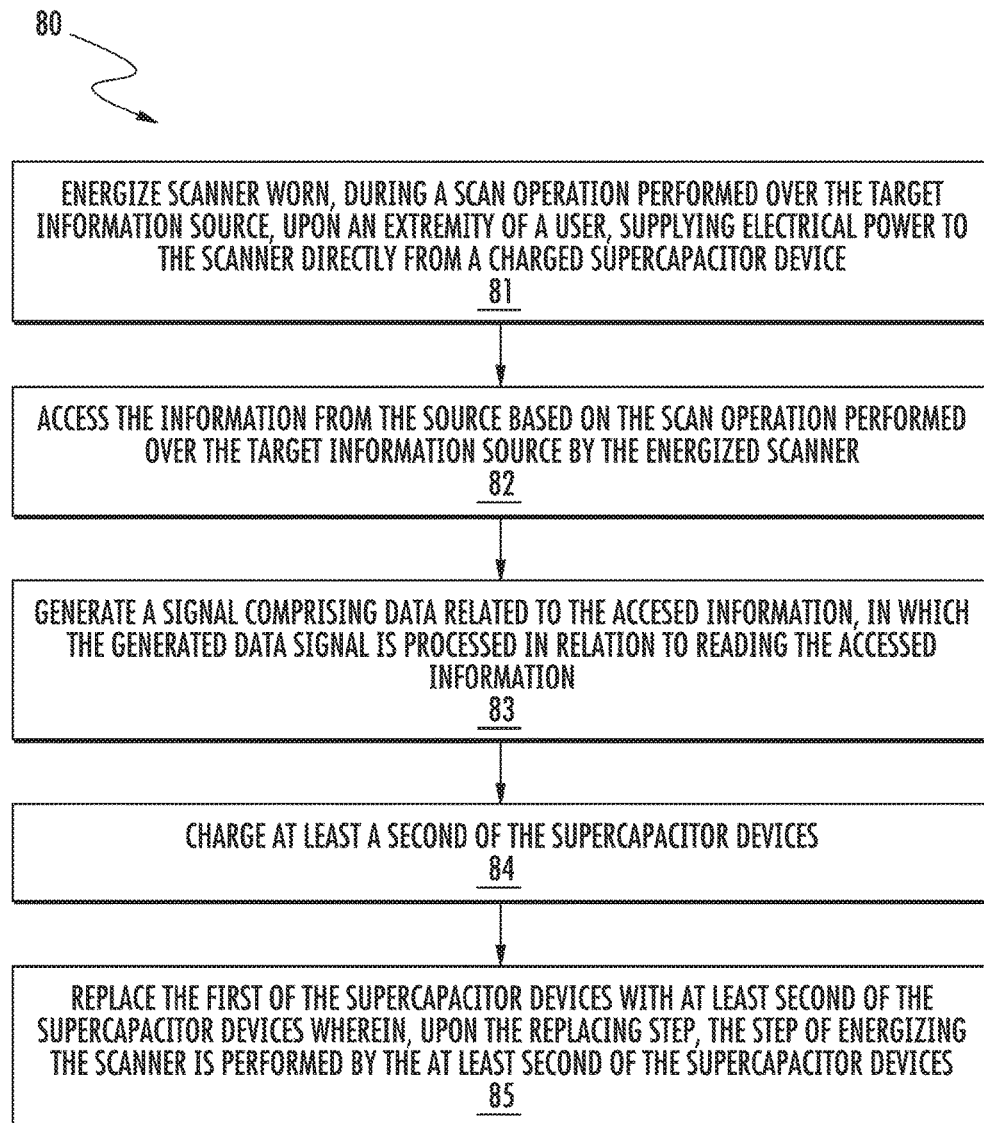 80
ENERGIZE SCANNER WORN, DURING A SCAN OPERATION PERFORMED OVER THE TARGET
INFORMATION SOURCE, UPON AN EXTREMITY OF A USER, SUPPLYING ELECTRICAL POWER TO
THE SCANNER DIRECTLY FROM A CHARGED SUPERCAPACITOR DEVICE
81
ACCESS THE INFORMATION FROM THE SOURCE BASED ON THE SCAN OPERATION PERFORMED
OVER THE TARGET INFORMATION SOURCE BY THE ENERGIZED SCANNER
82
GENERATE A SIGNAL COMPRISING DATA RELATED TO THE ACCESED INFORMATION, IN WHICH
THE GENERATED DATA SIGNAL IS PROCESSED IN RELATION TO READING THE ACCESSED
INFORMATION
83
CHARGE AT LEAST A SECOND OF THE SUPERCAPACITOR DEVICES
84
REPLACE THE FIRST OF THE SUPERCAPACITOR DEVICES WITH AT LEAST SECOND OF THE
SUPERCAPACITOR DEVICES WHEREIN, UPON THE REPLACING STEP, THE STEP OF ENERGIZING
THE SCANNER IS PERFORMED BY THE AT LEAST SECOND OF THE SUPERCAPACITOR DEVICES
85